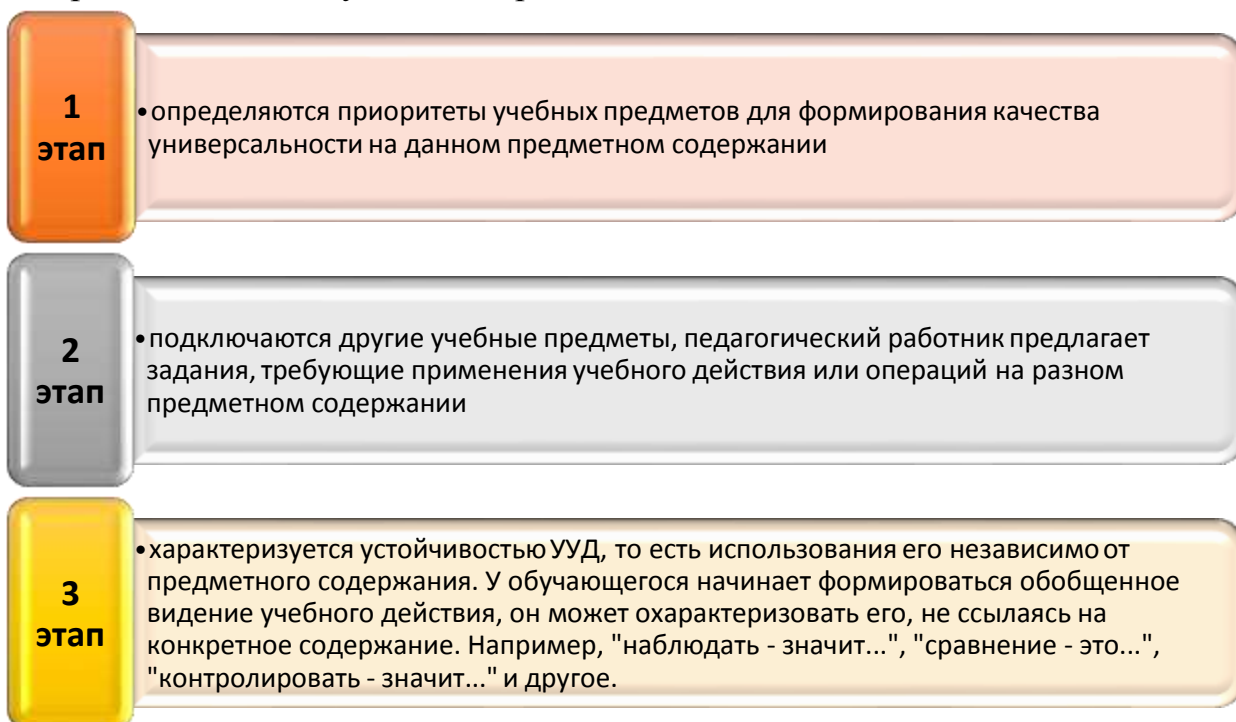 1
этап
•определяются приоритеты учебных предметов для формирования качества
универсальности на данном предметном содержании
2
этап
•подключаются другие учебные предметы, педагогический работник предлагает
задания, требующие применения учебного действия или операций на разном
предметном содержании
3
этап
•характеризуется устойчивостью УУД, то есть использования его независимо от
предметного содержания. У обучающегося начинает формироваться обобщенное
видение учебного действия, он может охарактеризовать его, не ссылаясь на
конкретное содержание. Например, "наблюдать - значит...", "сравнение - это...",
"контролировать - значит..." и другое.